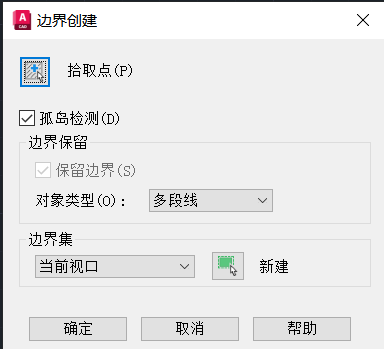 A CAD 边界创建
拾取点(P)
孤岛检测(D)
边界保留
保留边界(S)
对象类型(O)： 多段线
边界集
当前视口 新建
确定 取消 帮助